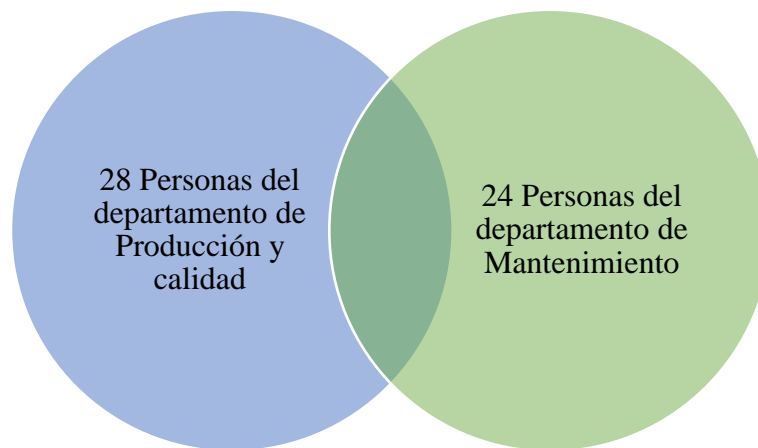 28 Personas del
departamento de
Producción y
calidad
24 Personas del
departamento de
Mantenimiento